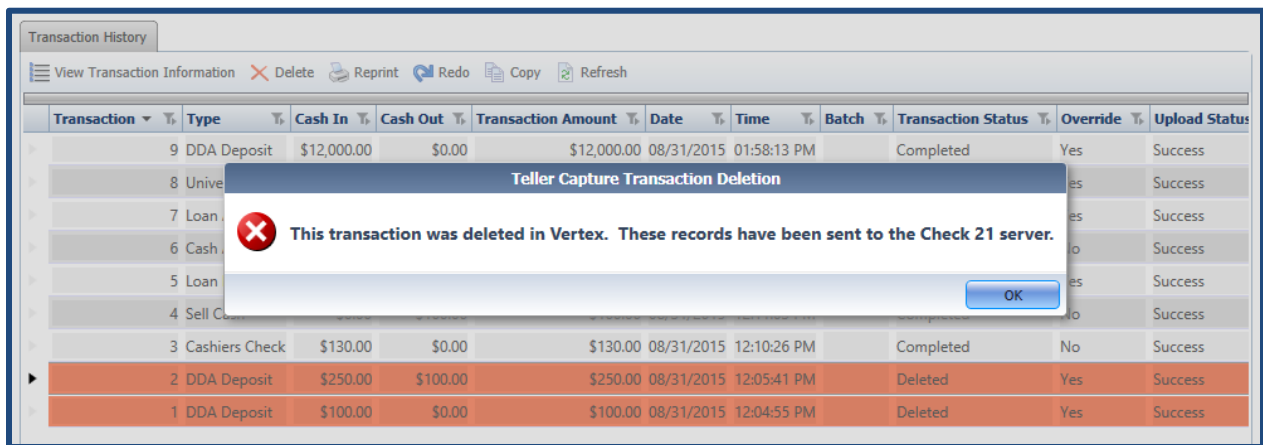 Transaction History
View Transaction Information Delete Reprint Redo Copy Refresh
Transaction Type Cash In Cash Out Transaction Amount Date Time Batch Transaction Status Override Upload Status
9 DDA Deposit $12,000.00 $0.00 $12,000.00 08/31/2015 01:58:13 PM Completed Yes Success
8 Success
Teller Capture Transaction Deletion
7 Loan Success
This transaction was deleted in Vertex. These records have been sent to the Check 21 server.
6 Cash Success
5 Loan Success
OK
4 Sell Success
3 Cashiers Check $130.00 $0.00 $130.00 08/31/2015 12:10:26 PM Completed No Success
2 DDA Deposit $250.00 $100.00 $250.00 08/31/2015 12:05:41 PM Deleted Yes Success
1 DDA Deposit $100.00 $0.00 $100.00 08/31/2015 12:04:55 PM Deleted Yes Success